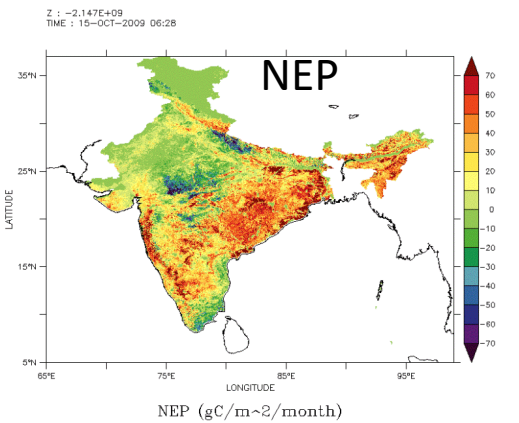 Z : −2.147E+09
TIME : 15−OCT−2009 06:28
NEP
35°N
25°N
15°N
5°N
LATITUDE
65°E 75°E 85°E 95°E
LONGITUDE
70
60
50
40
30
20
10
0
−10
−20
−30
−40
−50
−60
−70
NEP (gC/m~2/month)